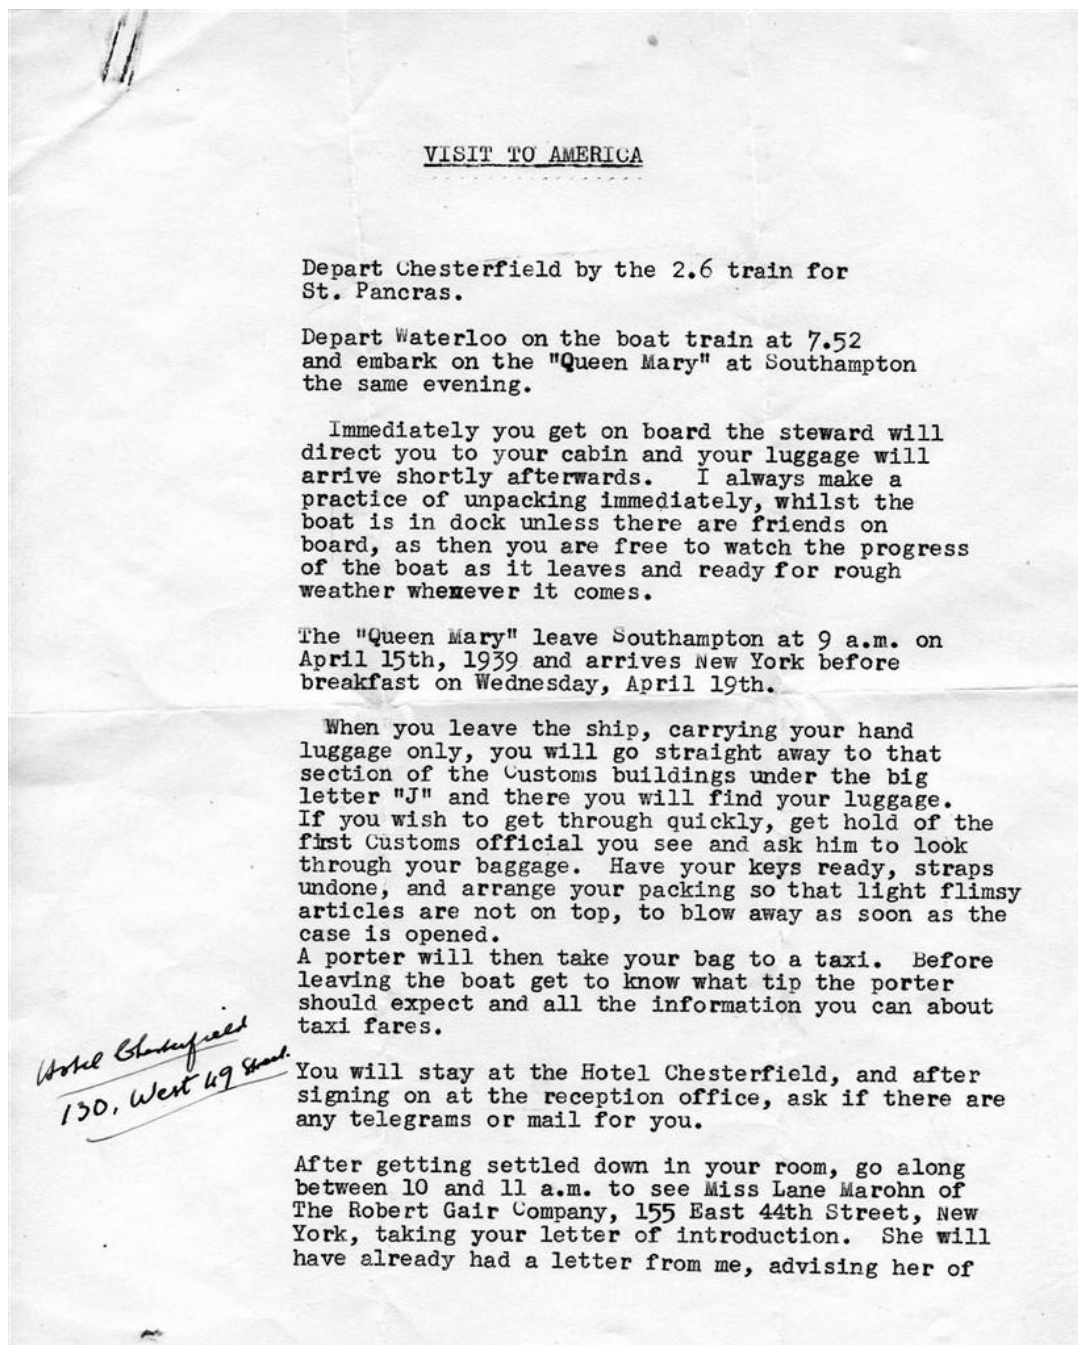 VISIT TO AMERICA
Depart Chesterfield by the 2.6 train for
St. Pancras.
Depart Waterloo on the boat train at 7.52
and embark on the "Queen Mary" at Southampton
the same evening.
Immediately you get on board the steward will
direct you to your cabin and your luggage will
arrive shortly afterwards. I always make a
practice of unpacking immediately, whilst the
boat is in dock unless there are friends on
board, as then you are free to watch the progress
of the boat as it leaves and ready for rough
weather whenever it comes.
The "Queen Mary" leave Southampton at 9 a.m. on
April 15th, 1939 and arrives New York before
breakfast on Wednesday, April 19th.
When you leave the ship, carrying your hand
luggage only, you will go straight away to that
section of the Customs buildings under the big
letter "J" and there you will find your luggage.
If you wish to get through quickly, get hold of the
first Customs official you see and ask him to look
through your baggage. Have your keys ready, straps
undone, and arrange your packing so that light flimsy
articles are not on top, to blow away as soon as the
case is opened.
A porter will then take your bag to a taxi. Before
leaving the boat get to know what tip the porter
should expect and all the information you can about
taxi fares.
Hotel Chesterfield
130, West 49 Street.
You will stay at the Hotel Chesterfield, and after
signing on at the reception office, ask if there are
any telegrams or mail for you.
After getting settled down in your room, go along
between 10 and 11 a.m. to see Miss Lane Marohn of
The Robert Gair Company, 155 East 44th Street, New
York, taking your letter of introduction. She will
have already had a letter from me, advising her of